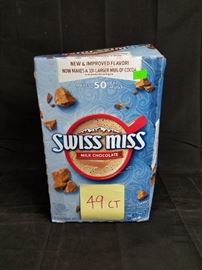 NEW & IMPROVED FLAVOR!
NOW MAKES A 33% LARGER MUG OF COCOA
50
SWISS MISS
MILK CHOCOLATE
49 CT